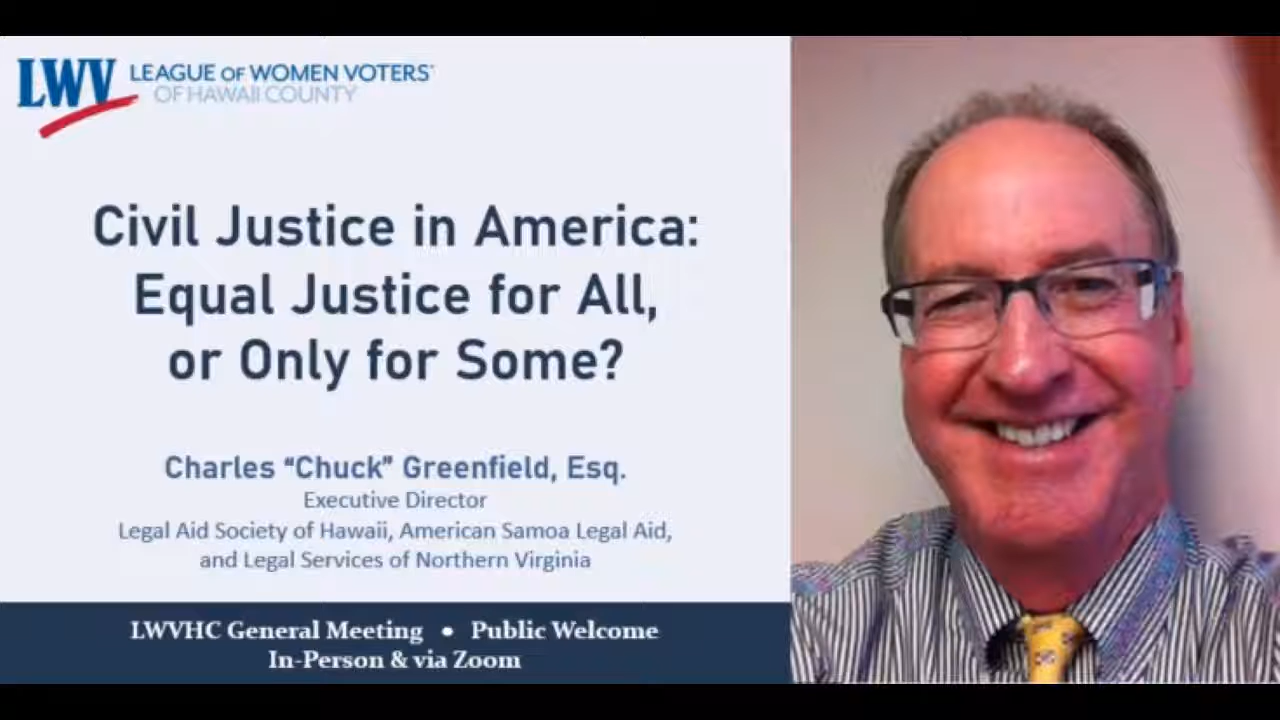 LWV LEAGUE OF WOMEN VOTERS®
OF HAWAII COUNTY
Civil Justice in America:
Equal Justice for All,
or Only for Some?
Charles “Chuck” Greenfield, Esq.
Executive Director
Legal Aid Society of Hawaii, American Samoa Legal Aid,
and Legal Services of Northern Virginia
LWVHC General Meeting • Public Welcome
In-Person & via Zoom